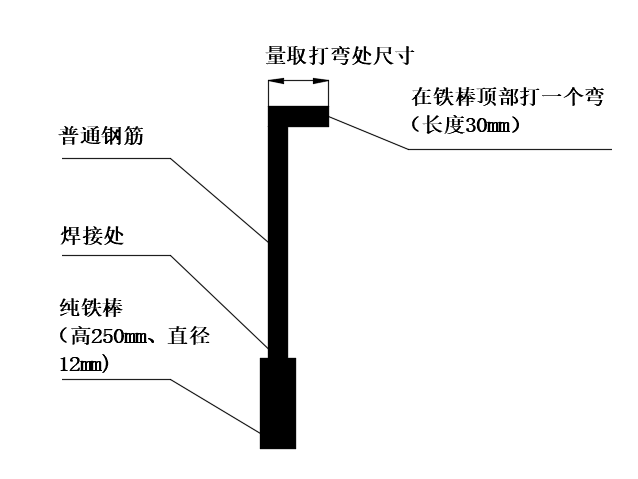 量取打弯处尺寸
在铁棒顶部打一个弯
（长度30mm）
普通钢筋
焊接处
纯铁棒
（高250mm、直径
12mm)